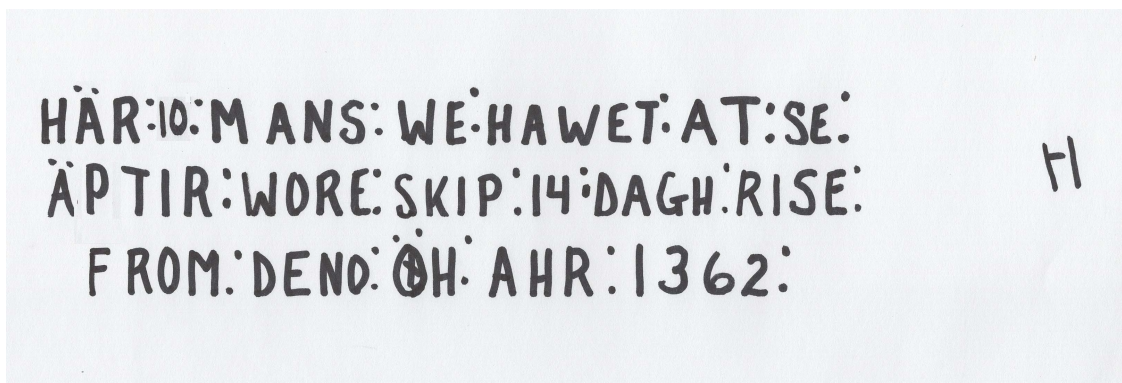 HÄR:10:MANS:WE:HAWET:AT:SE:
ÄPTIR:WORE:SKIP:14:DAGH:RISE:
FROM:DENO:ÖH:AHR:1362:
H